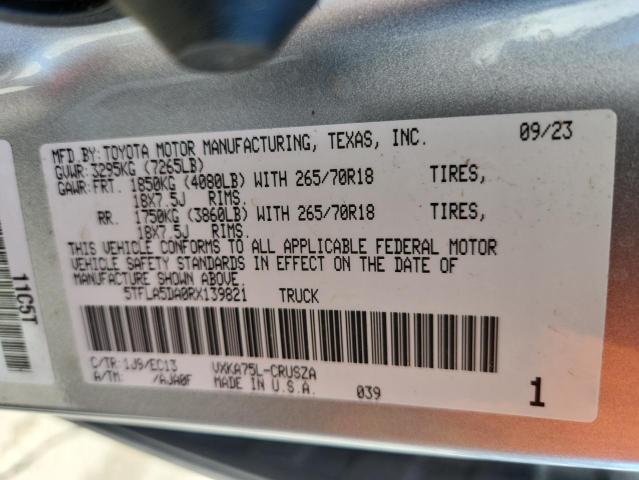 MFD.BY:TOYOTA MOTOR MANUFACTURING, TEXAS, INC. 09/23
GVWR:3295KG (7265LB)
GAWR:FRT. 1850KG (4080LB) WITH 265/70R18 TIRES,
18X7.5J RIMS.
RR. 1750KG (3860LB) WITH 265/70R18 TIRES,
18X7.5J RIMS.
THIS VEHICLE CONFORMS TO ALL APPLICABLE FEDERAL MOTOR
VEHICLE SAFETY STANDARDS IN EFFECT ON THE DATE OF
MANUFACTURE SHOWN ABOVE.
5TFLA5DA0RX139821 TRUCK
C/TR:1J9/EC13 VXKA75L-CRUSZA
A/TM: /AJA0F MADE IN U.S.A. 039 1
11C5T